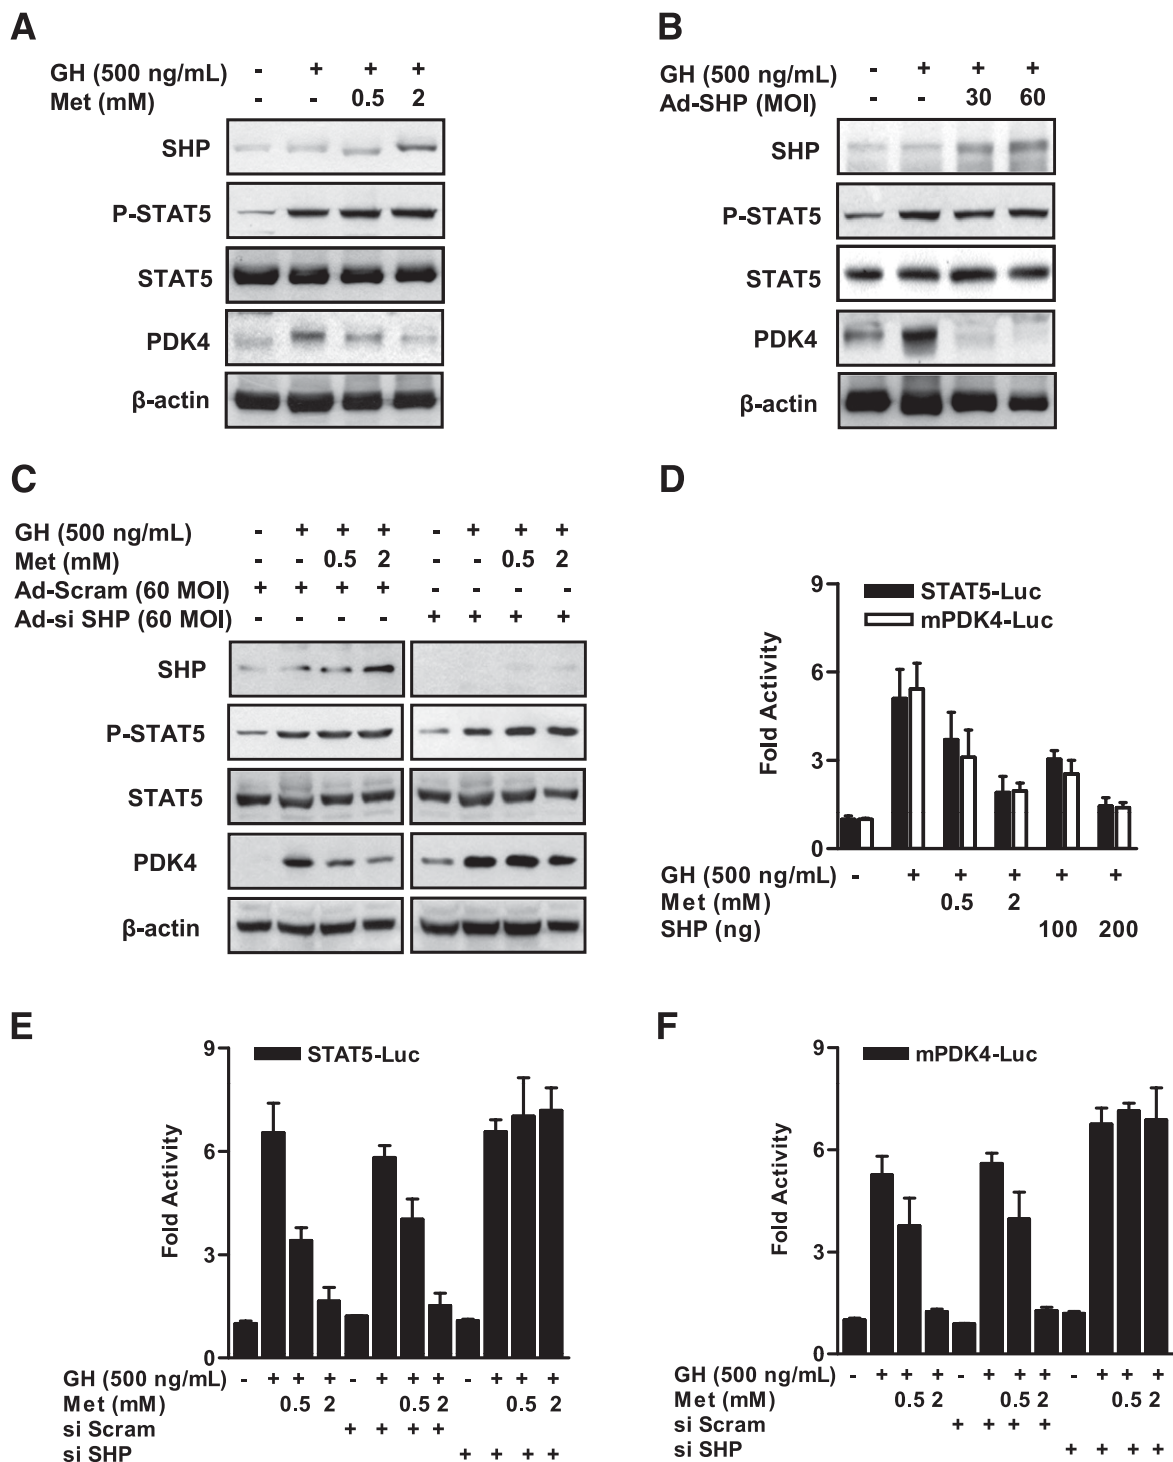 A
GH (500 ng/mL) - + + +
Met (mM) - - 0.5 2
SHP
P-STAT5
STAT5
PDK4
β-actin
B
GH (500 ng/mL) - + + +
Ad-SHP (MOI) - - 30 60
SHP
P-STAT5
STAT5
PDK4
β-actin
C
GH (500 ng/mL) - + + + - + + +
Met (mM) - - 0.5 2 - - 0.5 2
Ad-Scram (60 MOI) + + + + - - - -
Ad-si SHP (60 MOI) - - - - + + + +
SHP
P-STAT5
STAT5
PDK4
β-actin
D
STAT5-Luc
mPDK4-Luc
Fold Activity
9
6
3
0
GH (500 ng/mL) - + + + + +
Met (mM) 0.5 2
SHP (ng) 100 200
E
STAT5-Luc
Fold Activity
9
6
3
0
GH (500 ng/mL) - + + + - + + + - + + +
Met (mM) 0.5 2 0.5 2 0.5 2
si Scram + + + +
si SHP + + + +
F
mPDK4-Luc
Fold Activity
9
6
3
0
GH (500 ng/mL) - + + + - + + + - + + +
Met (mM) 0.5 2 0.5 2 0.5 2
si Scram + + + +
si SHP + + + +